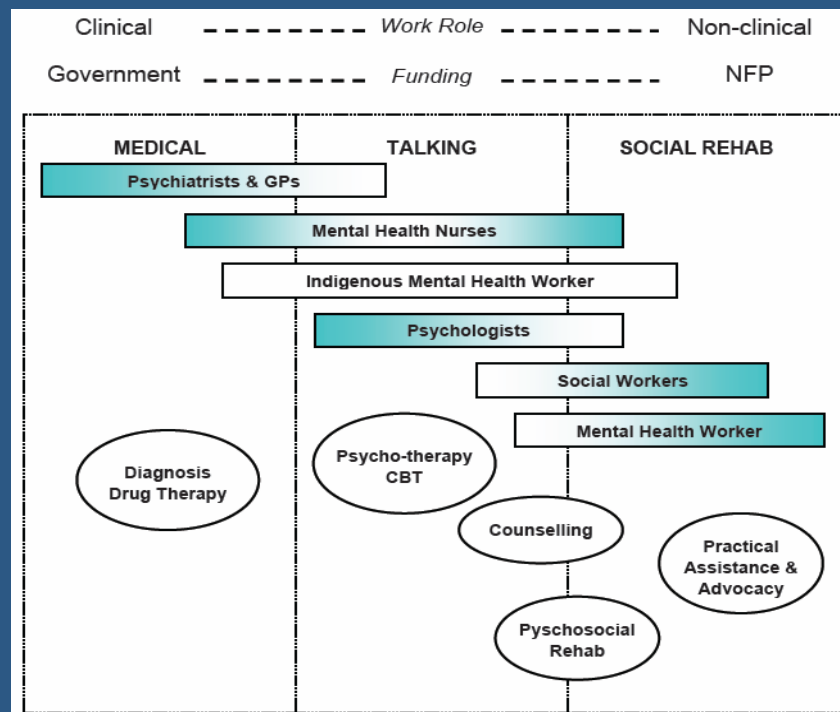 Clinical Work Role Non-clinical
Government Funding NFP
MEDICAL TALKING SOCIAL REHAB
Psychiatrists & GPs
Mental Health Nurses
Indigenous Mental Health Worker
Psychologists
Social Workers
Mental Health Worker
Diagnosis
Drug Therapy
Psycho-therapy
CBT
Counselling
Practical
Assistance &
Advocacy
Pyschosocial
Rehab